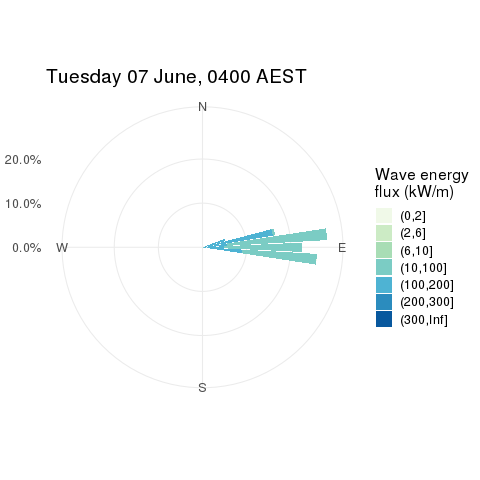 Tuesday 07 June, 0400 AEST
N
20.0%
10.0%
0.0%
W
E
S
Wave energy
flux (kW/m)
(0,2]
(2,6]
(6,10]
(10,100]
(100,200]
(200,300]
(300,Inf]